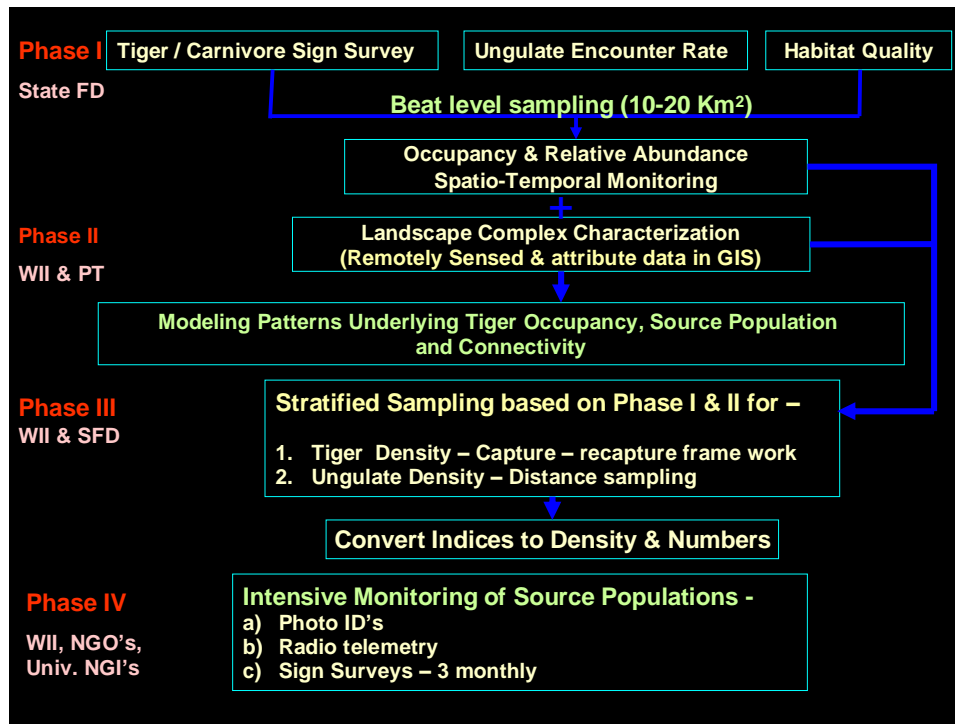 Phase I
Tiger / Carnivore Sign Survey
Ungulate Encounter Rate
Habitat Quality
State FD
Beat level sampling (10-20 Km²)
Occupancy & Relative Abundance
Spatio-Temporal Monitoring
+
Phase II
WII & PT
Landscape Complex Characterization
(Remotely Sensed & attribute data in GIS)
Modeling Patterns Underlying Tiger Occupancy, Source Population
and Connectivity
Phase III
WII & SFD
Stratified Sampling based on Phase I & II for –
1. Tiger Density – Capture – recapture frame work
2. Ungulate Density – Distance sampling
Convert Indices to Density & Numbers
Phase IV
WII, NGO's,
Univ. NGI's
Intensive Monitoring of Source Populations -
a) Photo ID's
b) Radio telemetry
c) Sign Surveys – 3 monthly